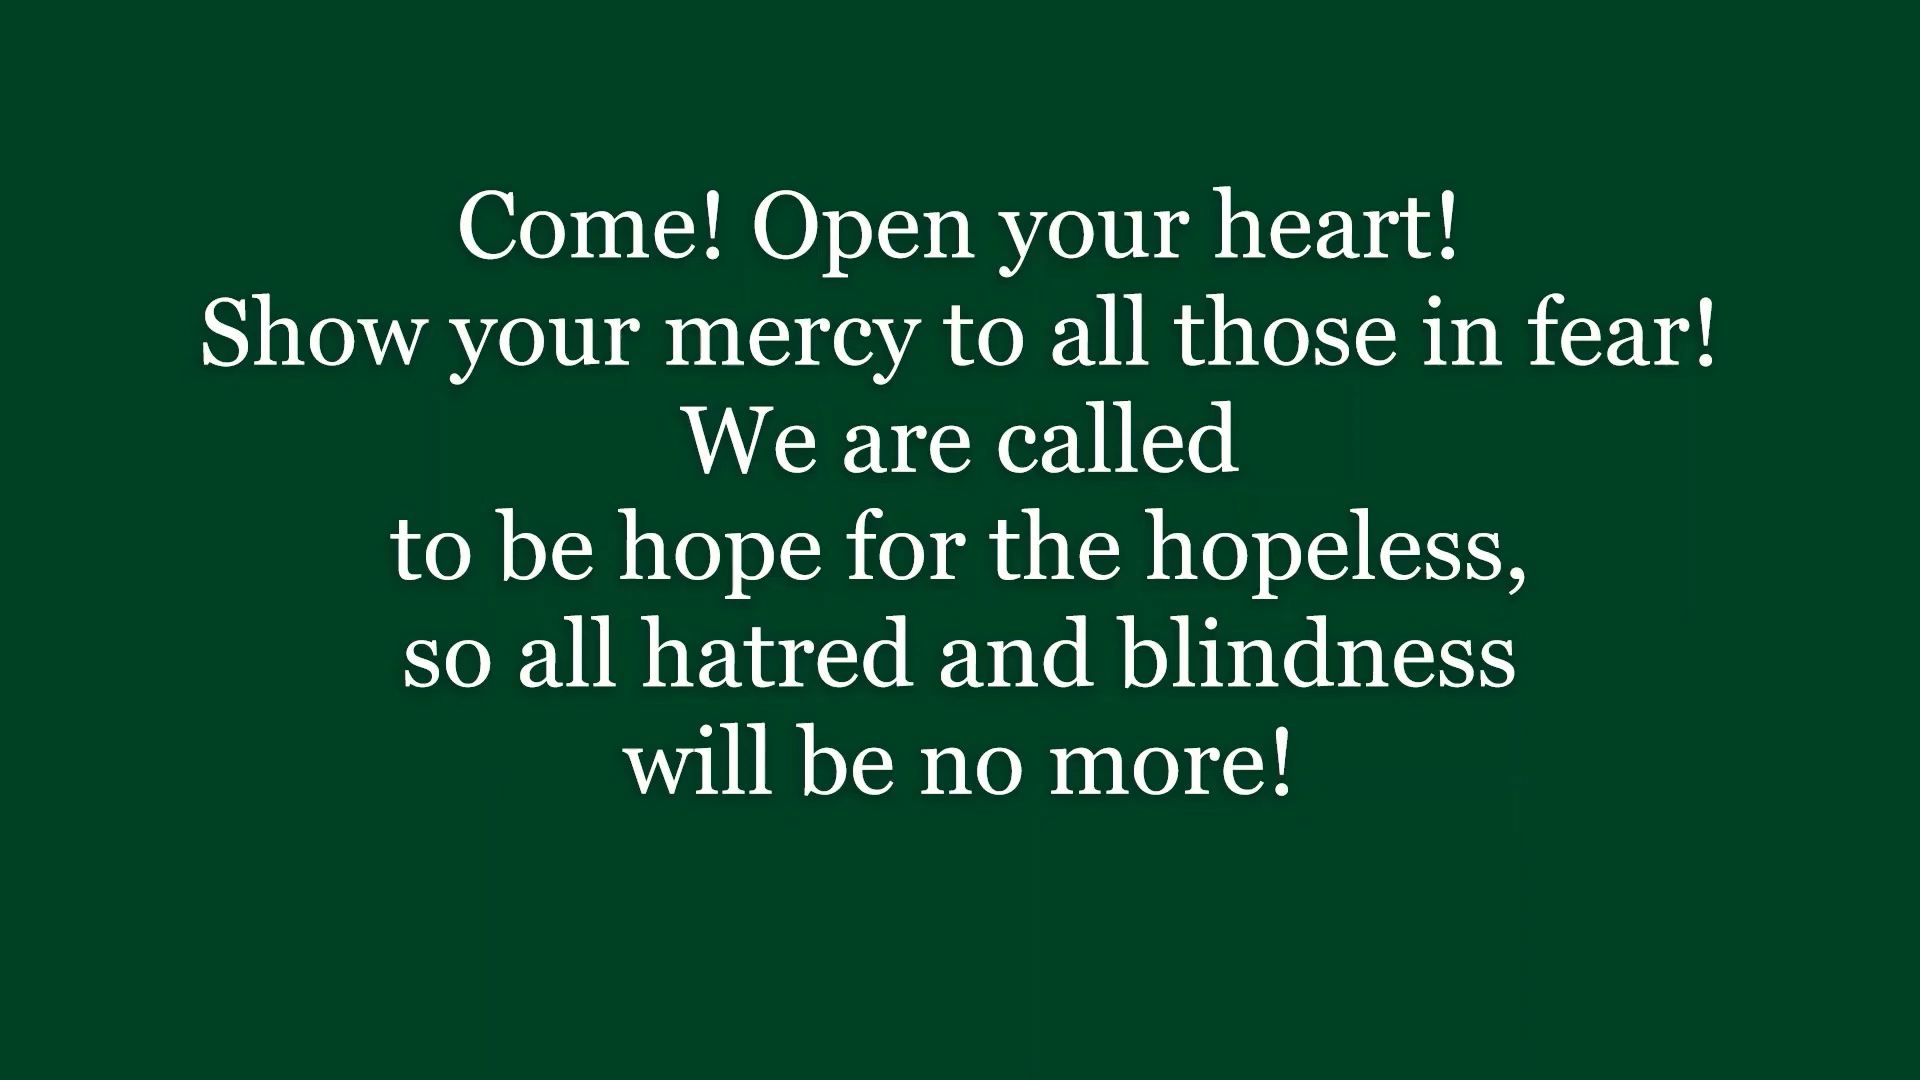 Come! Open your heart!
Show your mercy to all those in fear!
We are called
to be hope for the hopeless,
so all hatred and blindness
will be no more!